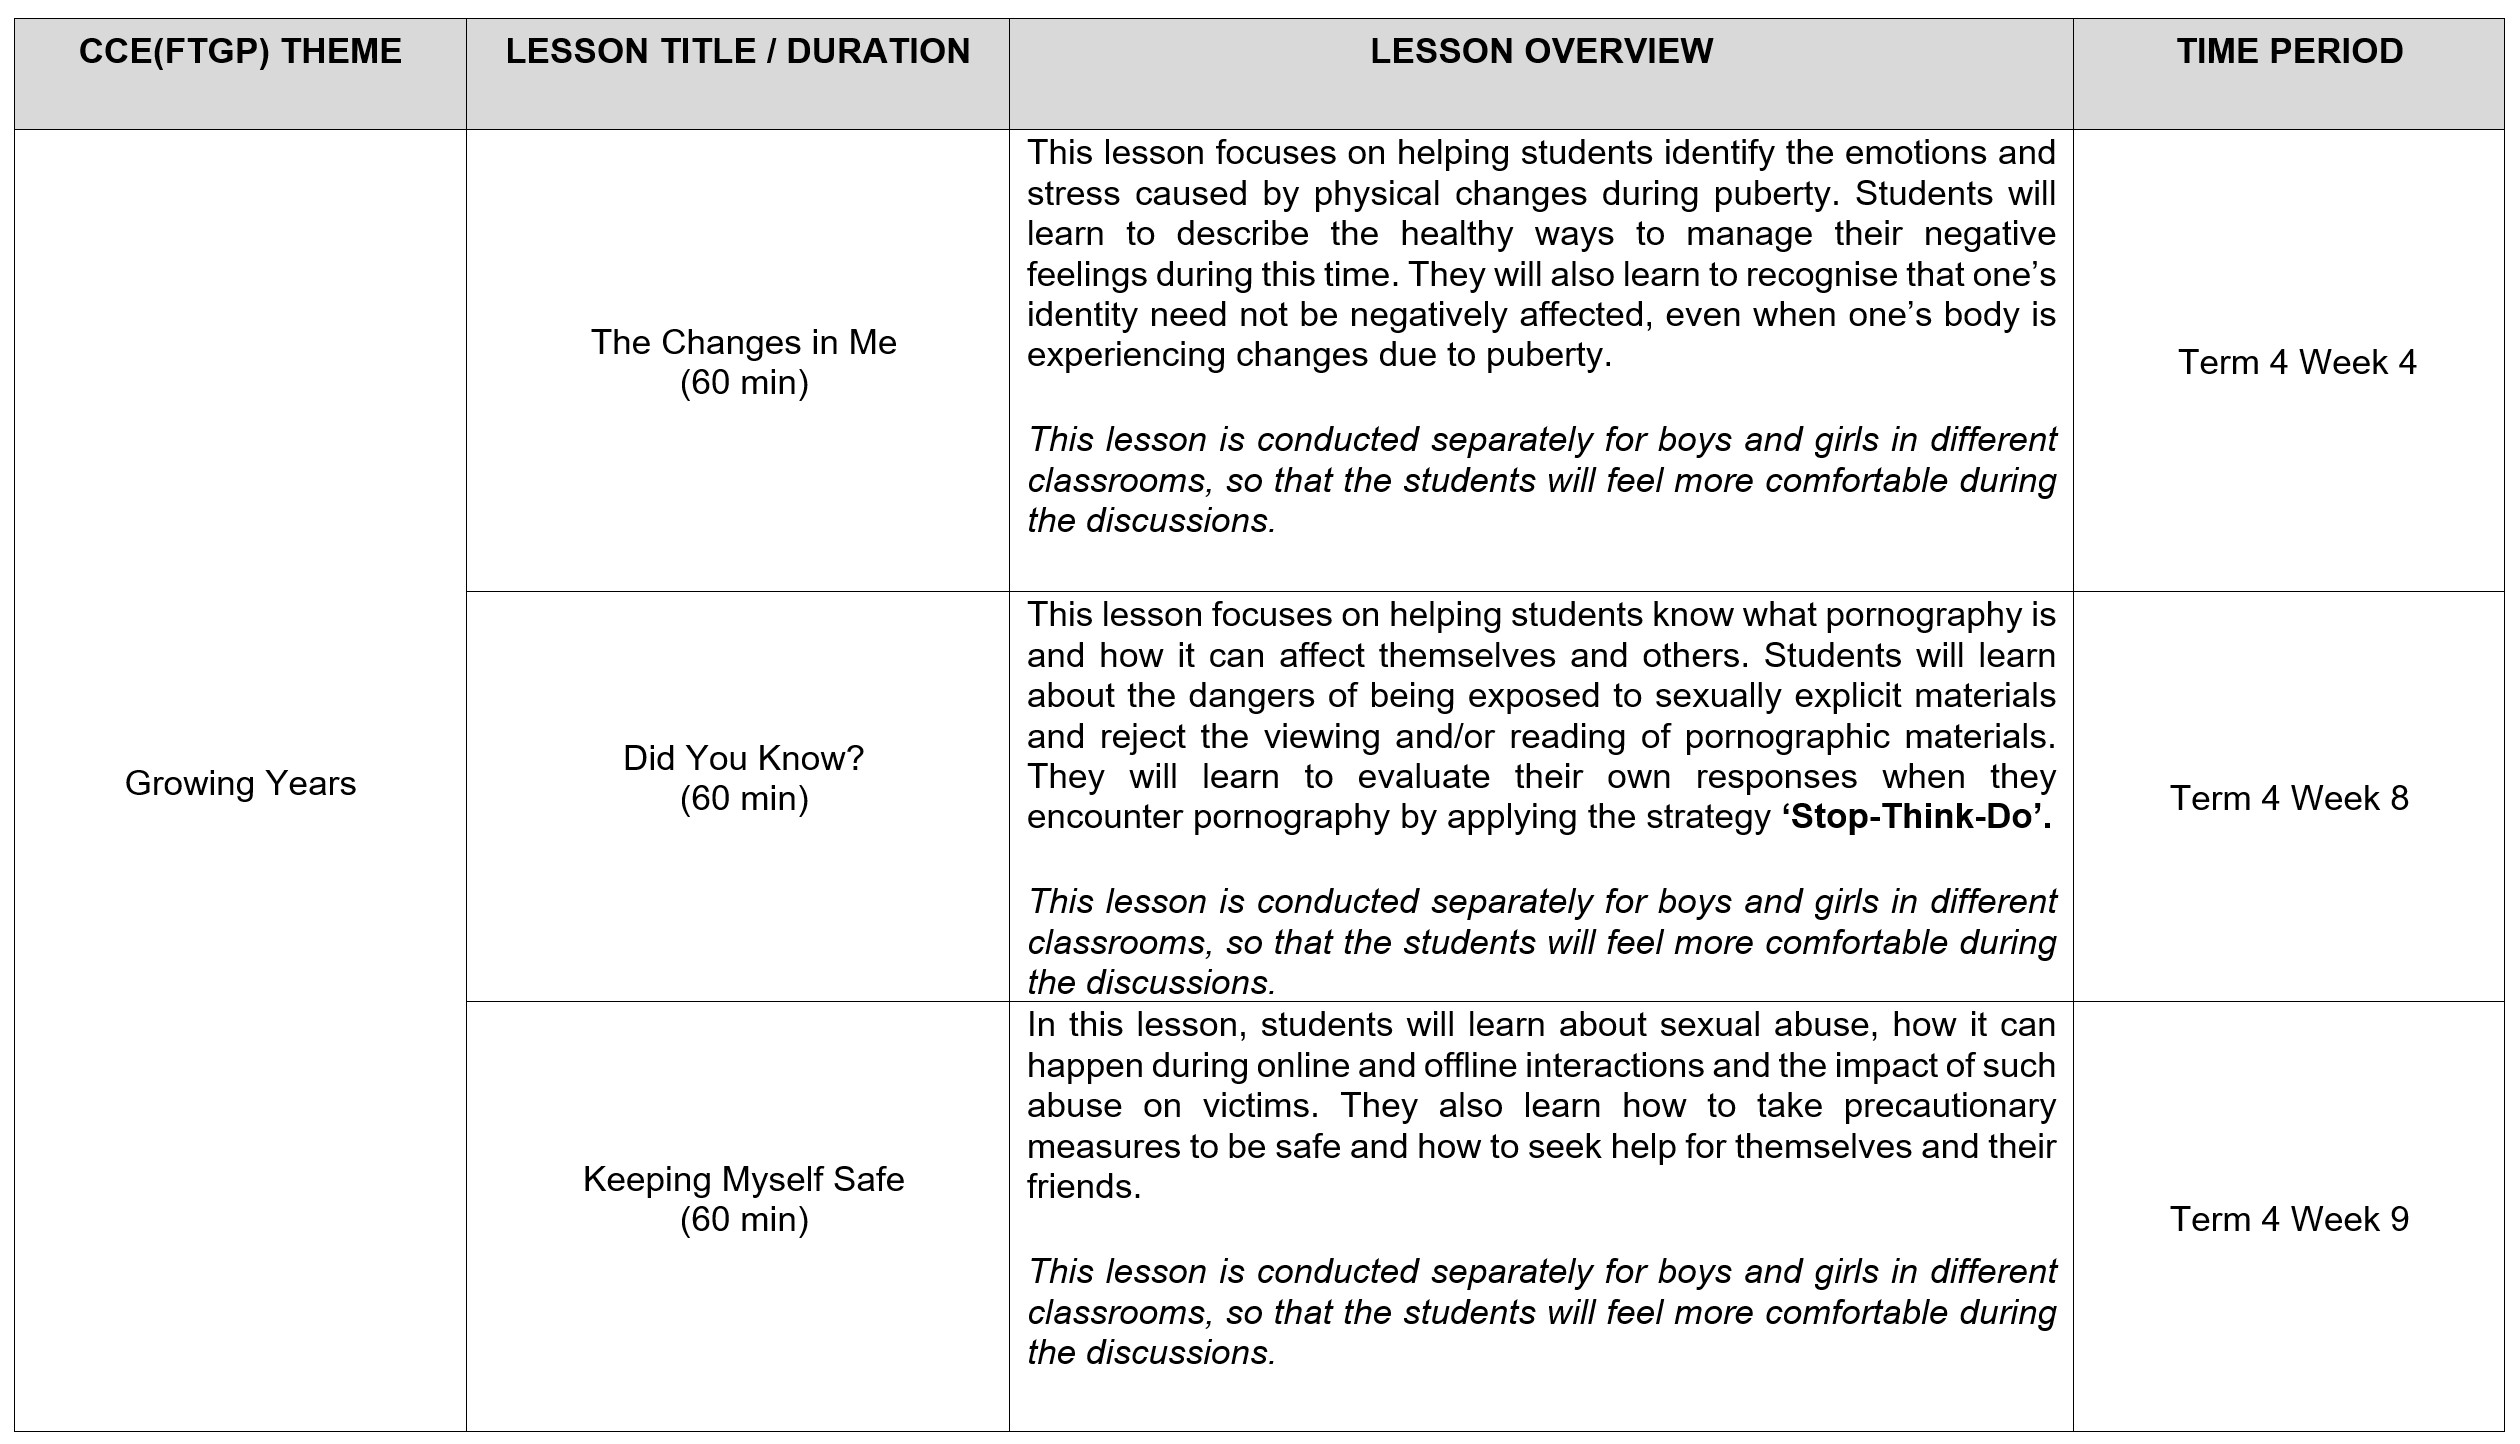 CCE(FTGP) THEME
LESSON TITLE / DURATION
LESSON OVERVIEW
TIME PERIOD
Growing Years
The Changes in Me
(60 min)
This lesson focuses on helping students identify the emotions and
stress caused by physical changes during puberty. Students will
learn to describe the healthy ways to manage their negative
feelings during this time. They will also learn to recognise that one’s
identity need not be negatively affected, even when one’s body is
experiencing changes due to puberty.
This lesson is conducted separately for boys and girls in different
classrooms, so that the students will feel more comfortable during
the discussions.
Term 4 Week 4
Did You Know?
(60 min)
This lesson focuses on helping students know what pornography is
and how it can affect themselves and others. Students will learn
about the dangers of being exposed to sexually explicit materials
and reject the viewing and/or reading of pornographic materials.
They will learn to evaluate their own responses when they
encounter pornography by applying the strategy ‘Stop-Think-Do’.
This lesson is conducted separately for boys and girls in different
classrooms, so that the students will feel more comfortable during
the discussions.
Term 4 Week 8
Keeping Myself Safe
(60 min)
In this lesson, students will learn about sexual abuse, how it can
happen during online and offline interactions and the impact of such
abuse on victims. They also learn how to take precautionary
measures to be safe and how to seek help for themselves and their
friends.
This lesson is conducted separately for boys and girls in different
classrooms, so that the students will feel more comfortable during
the discussions.
Term 4 Week 9